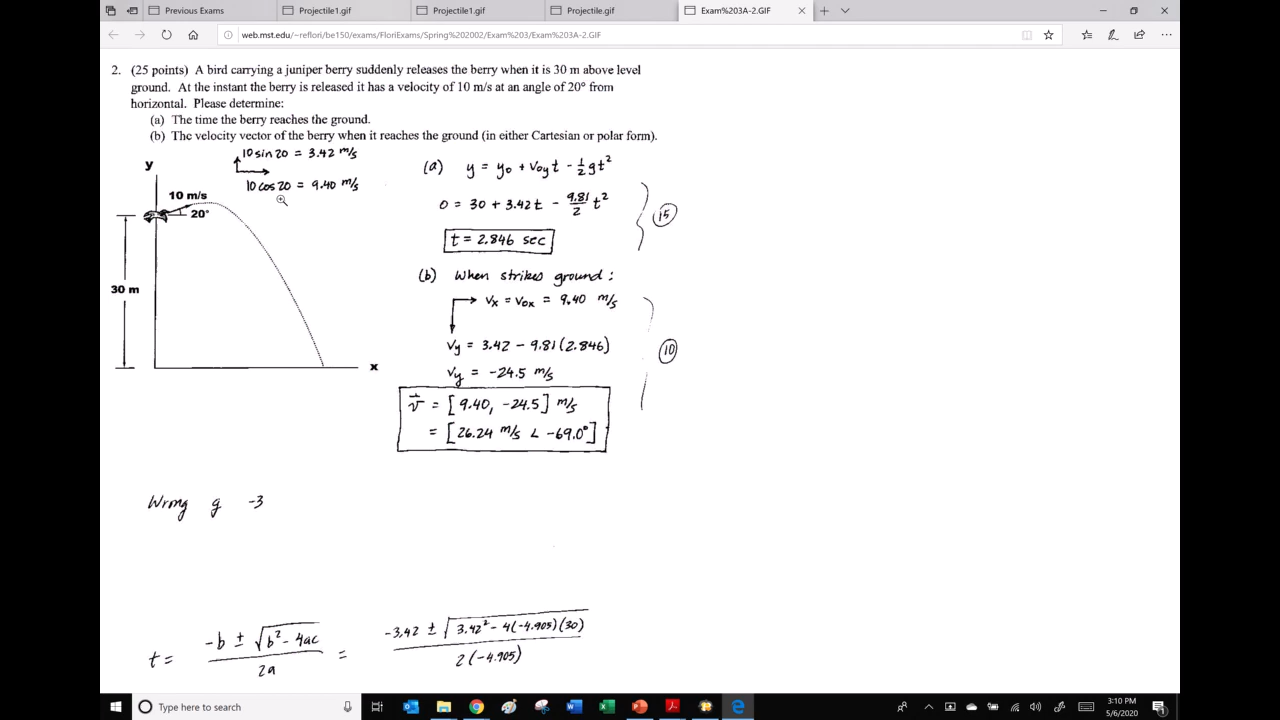 Previous Exams
Projectile1.gif
Projectile1.gif
Projectile.gif
Exam%203A-2.GIF
web.mst.edu/~reflori/be150/exams/FloriExams/Spring%202002/Exam%203/Exam%203A-2.GIF
2. (25 points) A bird carrying a juniper berry suddenly releases the berry when it is 30 m above level
ground. At the instant the berry is released it has a velocity of 10 m/s at an angle of 20° from
horizontal. Please determine:
(a) The time the berry reaches the ground.
(b) The velocity vector of the berry when it reaches the ground (in either Cartesian or polar form).
10 sin 20 = 3.42 m/s
10 cos 20 = 9.40 m/s
y
10 m/s
20°
30 m
x
(a) y = y0 + V0y t - 1/2 g t²
0 = 30 + 3.42 t - 9.81/2 t²
t = 2.846 sec
15
(b) When strikes ground:
Vx = V0x = 9.40 m/s
Vy = 3.42 - 9.81 (2.846)
Vy = -24.5 m/s
10
v = [9.40, -24.5] m/s
= [26.24 m/s ∠ -69.0°]
Wrong g -3
t = -b ± √b² - 4ac / 2a = -3.42 ± √3.42² - 4(-4.905)(30) / 2(-4.905)
Type here to search
3:10 PM
5/6/2020